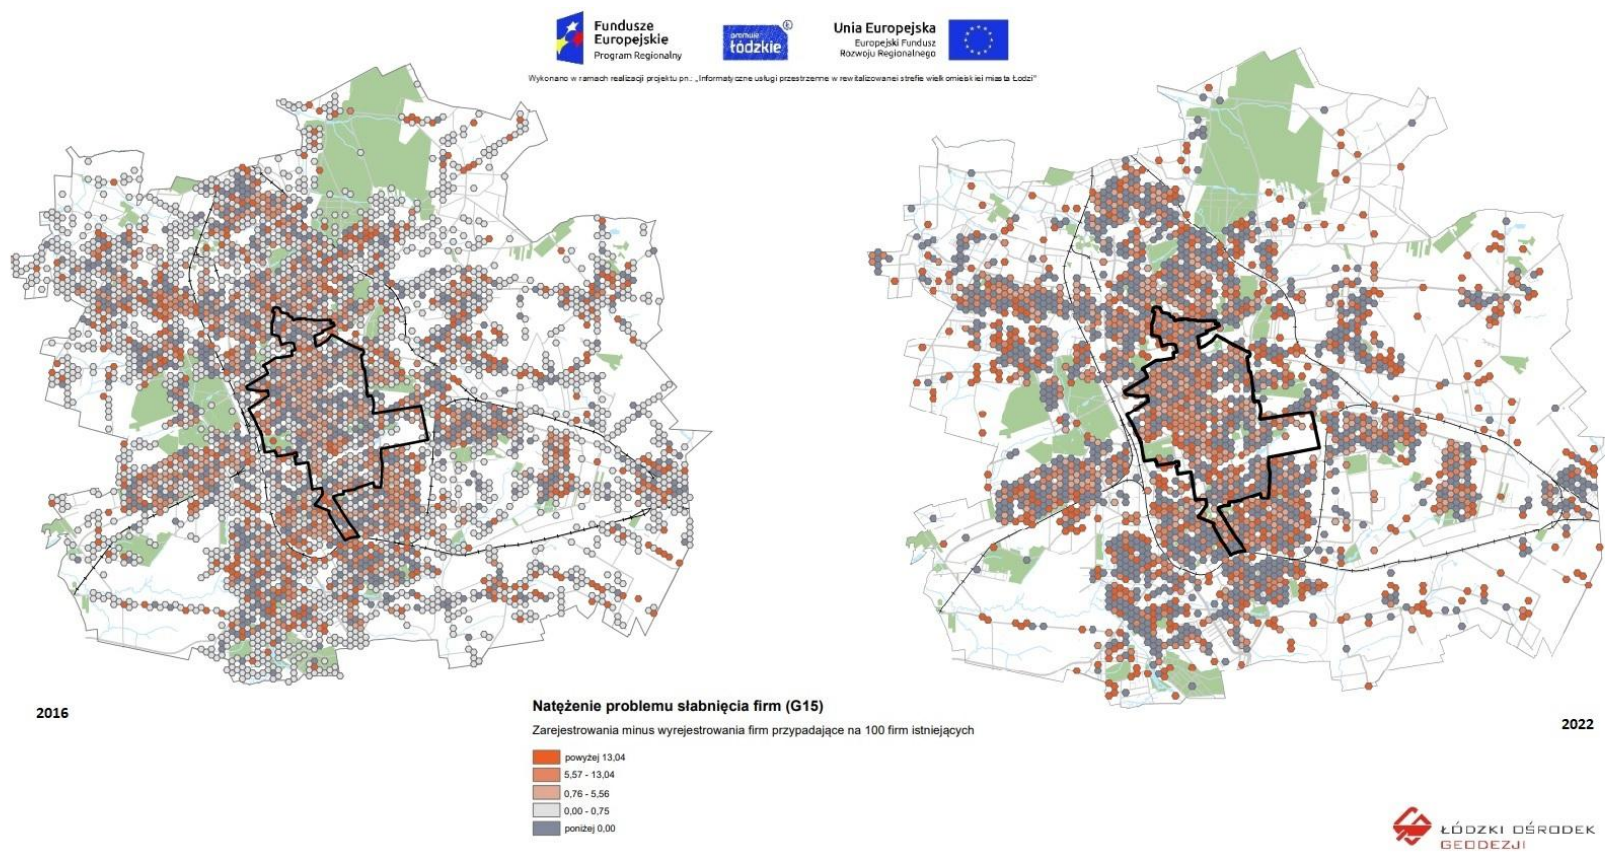 Fundusze
Europejskie
Program Regionalny
promuje
łódzkie
®
Unia Europejska
Europejski Fundusz
Rozwoju Regionalnego
Wykonano w ramach realizacji projektu pn.: „Informatyczne usługi przestrzenne w rewitalizowanej strefie wielkomiejskiej miasta Łodzi"
2016
Natężenie problemu słabnięcia firm (G15)
Zarejestrowania minus wyrejestrowania firm przypadające na 100 firm istniejących
powyżej 13,04
5,57 - 13,04
0,76 - 5,56
0,00 - 0,75
poniżej 0,00
2022
ŁÓDZKI OŚRODEK
GEODEZJI